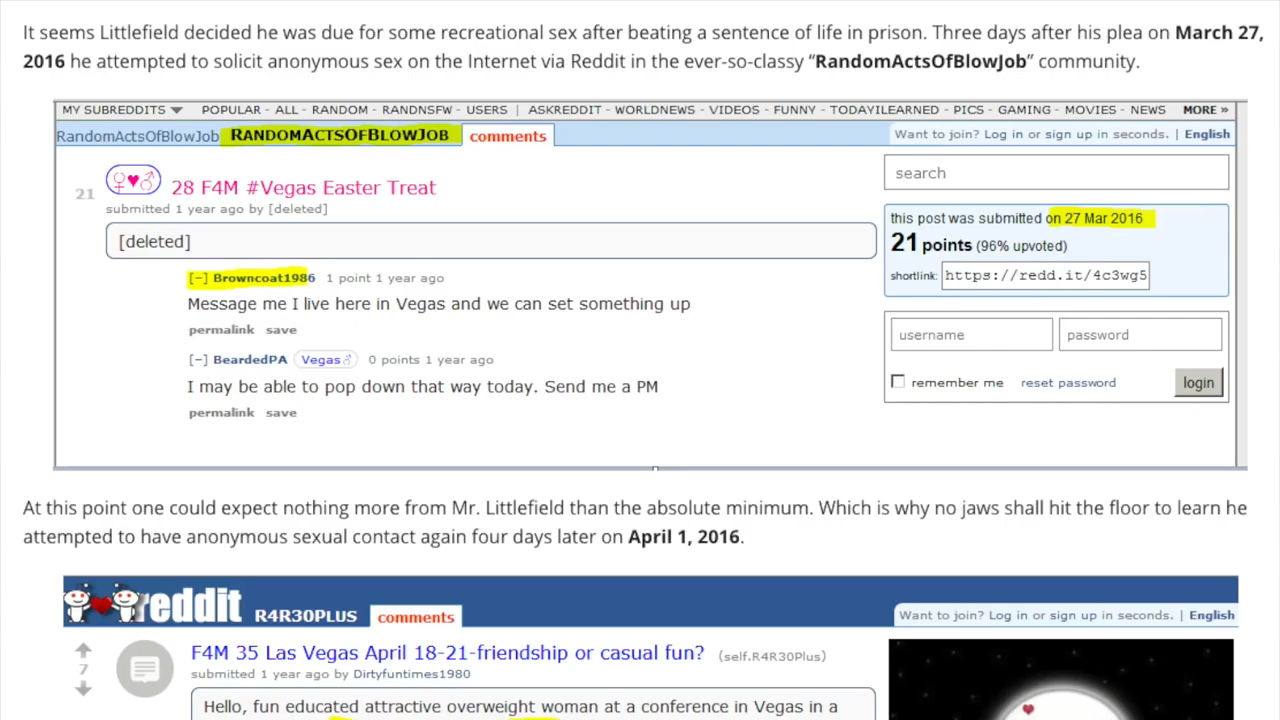 It seems Littlefield decided he was due for some recreational sex after beating a sentence of life in prison. Three days after his plea on March 27,
2016 he attempted to solicit anonymous sex on the Internet via Reddit in the ever-so-classy “RandomActsOfBlowJob” community.
MY SUBREDDITS POPULAR - ALL - RANDOM - RANDNSFW - USERS | ASKREDDIT - WORLDNEWS - VIDEOS - FUNNY - TODAYILEARNED - PICS - GAMING - MOVIES - NEWS MORE »
RandomActsOfBlowJob RANDOMACTSOFBLOWJOB comments Want to join? Log in or sign up in seconds. | English
21
28 F4M #Vegas Easter Treat
submitted 1 year ago by [deleted]
[deleted]
[–] Browncoat1986 1 point 1 year ago
Message me I live here in Vegas and we can set something up
permalink save
[–] BeardedPA Vegas♂ 0 points 1 year ago
I may be able to pop down that way today. Send me a PM
permalink save
search
this post was submitted on 27 Mar 2016
21 points (96% upvoted)
shortlink: https://redd.it/4c3wg5
username password
remember me reset password login
At this point one could expect nothing more from Mr. Littlefield than the absolute minimum. Which is why no jaws shall hit the floor to learn he
attempted to have anonymous sexual contact again four days later on April 1, 2016.
reddit R4R30PLUS comments Want to join? Log in or sign up in seconds. | English
7
F4M 35 Las Vegas April 18-21-friendship or casual fun? (self.R4R30Plus)
submitted 1 year ago by Dirtyfuntimes1980
Hello, fun educated attractive overweight woman at a conference in Vegas in a